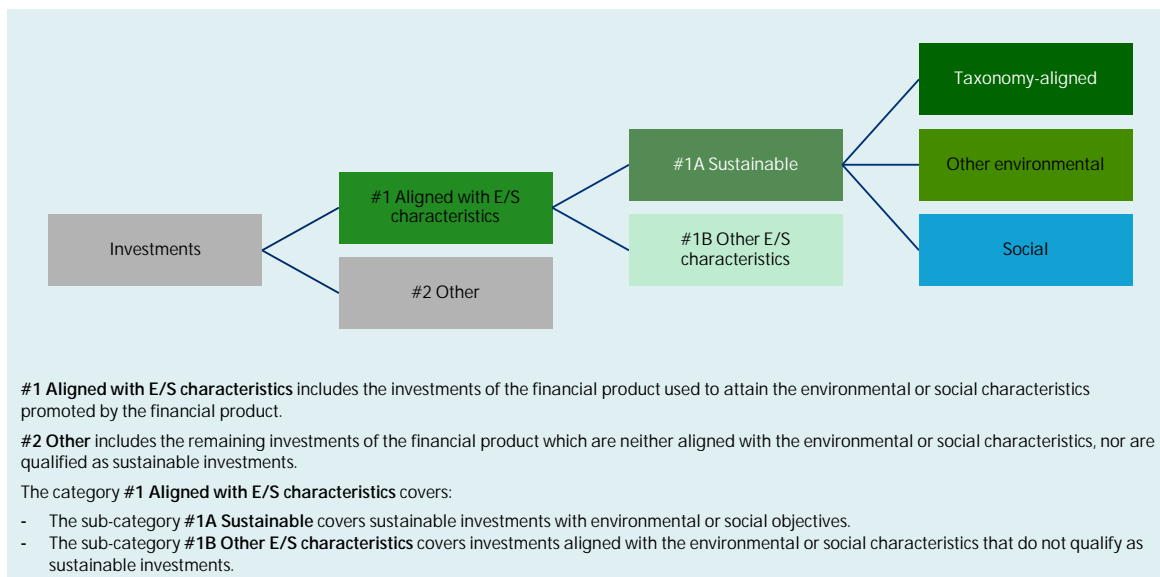 Taxonomy-aligned
#1A Sustainable
Other environmental
#1 Aligned with E/S
characteristics
#1B Other E/S
characteristics
Investments
Social
#2 Other
#1 Aligned with E/S characteristics includes the investments of the financial product used to attain the environmental or social characteristics
promoted by the financial product.
#2 Other includes the remaining investments of the financial product which are neither aligned with the environmental or social characteristics, nor are
qualified as sustainable investments.
The category #1 Aligned with E/S characteristics covers:
- The sub-category #1A Sustainable covers sustainable investments with environmental or social objectives.
- The sub-category #1B Other E/S characteristics covers investments aligned with the environmental or social characteristics that do not qualify as
sustainable investments.